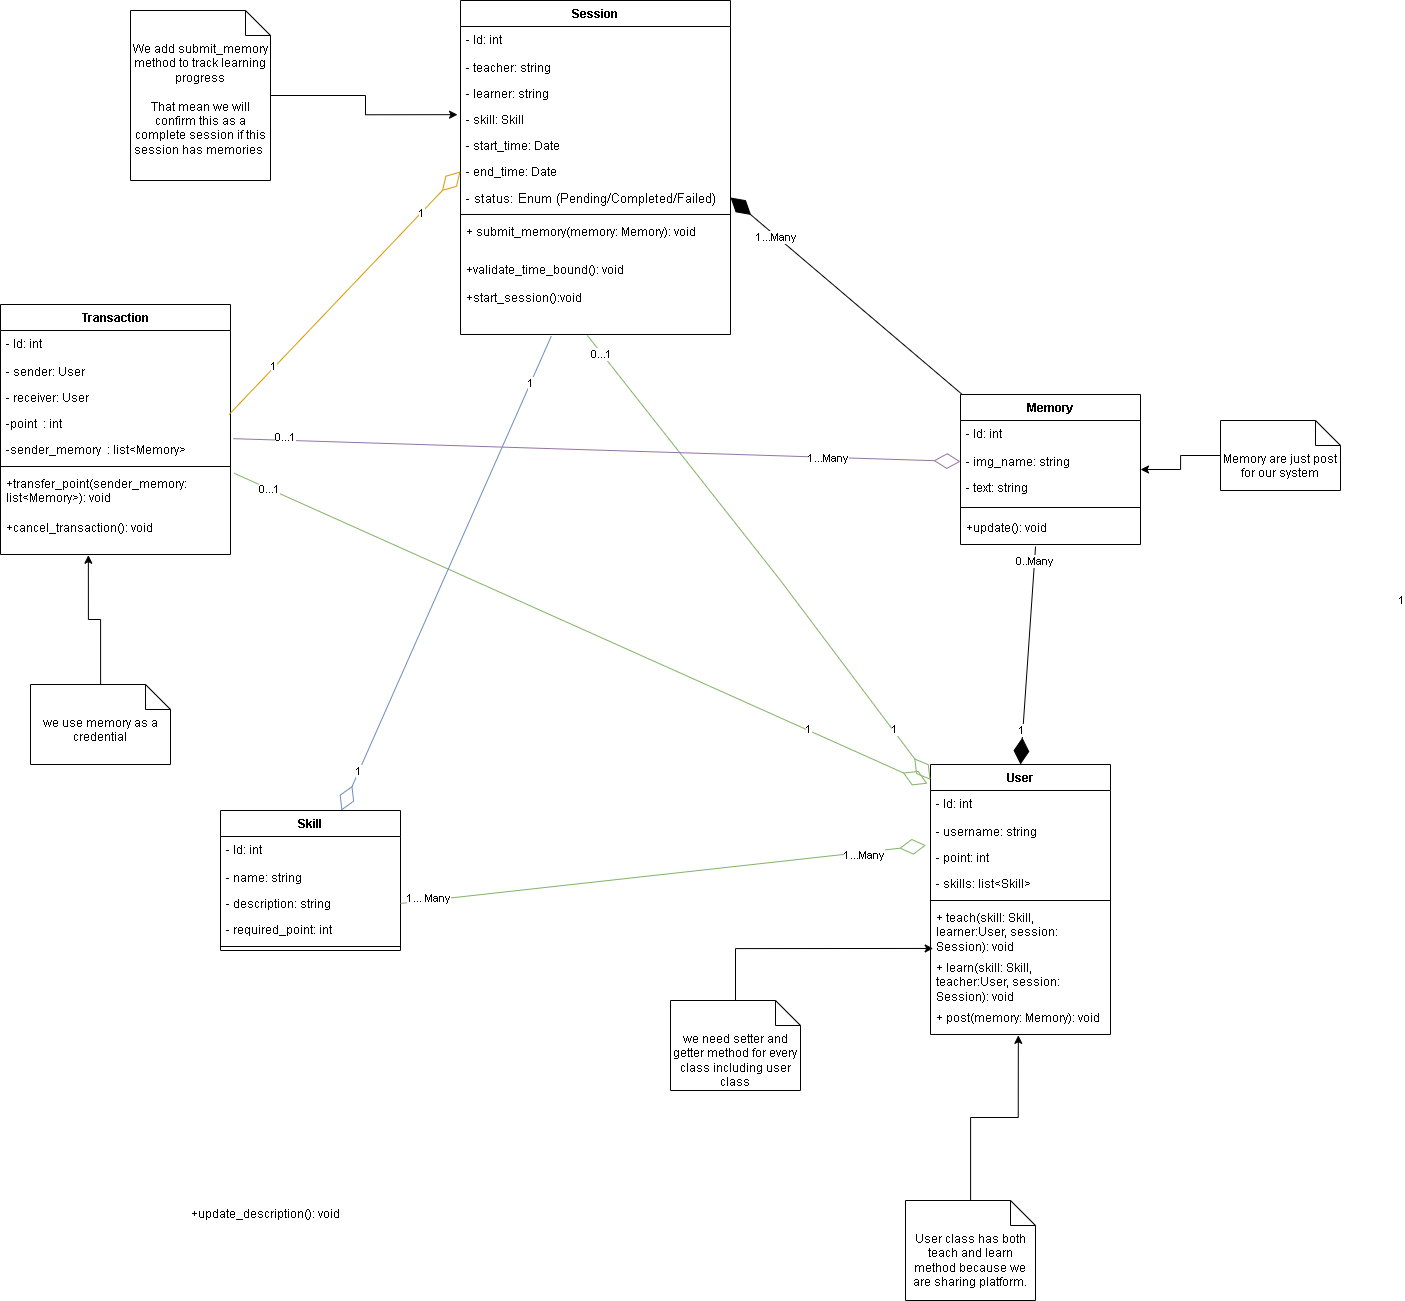 Session
- Id: int
- teacher: string
- learner: string
- skill: Skill
- start_time: Date
- end_time: Date
- status: Enum (Pending/Completed/Failed)
+ submit_memory(memory: Memory): void
+validate_time_bound(): void
+start_session():void
We add submit_memory
method to track learning
progress
That mean we will
confirm this as a
complete session if this
session has memories
1
1
1...Many
0...1
1
Transaction
- Id: int
- sender: User
- receiver: User
-point : int
-sender_memory : list<Memory>
+transfer_point(sender_memory:
list<Memory>): void
+cancel_transaction(): void
0...1
1...Many
0...1
Memory
- Id: int
- img_name: string
- text: string
+update(): void
Memory are just post
for our system
0..Many
1
we use memory as a
credential
1
1
1
1
Skill
- Id: int
- name: string
- description: string
- required_point: int
1... Many
1...Many
User
- Id: int
- username: string
- point: int
- skills: list<Skill>
+ teach(skill: Skill,
learner:User, session:
Session): void
+ learn(skill: Skill,
teacher:User, session:
Session): void
+ post(memory: Memory): void
we need setter and
getter method for every
class including user
class
+update_description(): void
User class has both
teach and learn
method because we
are sharing platform.